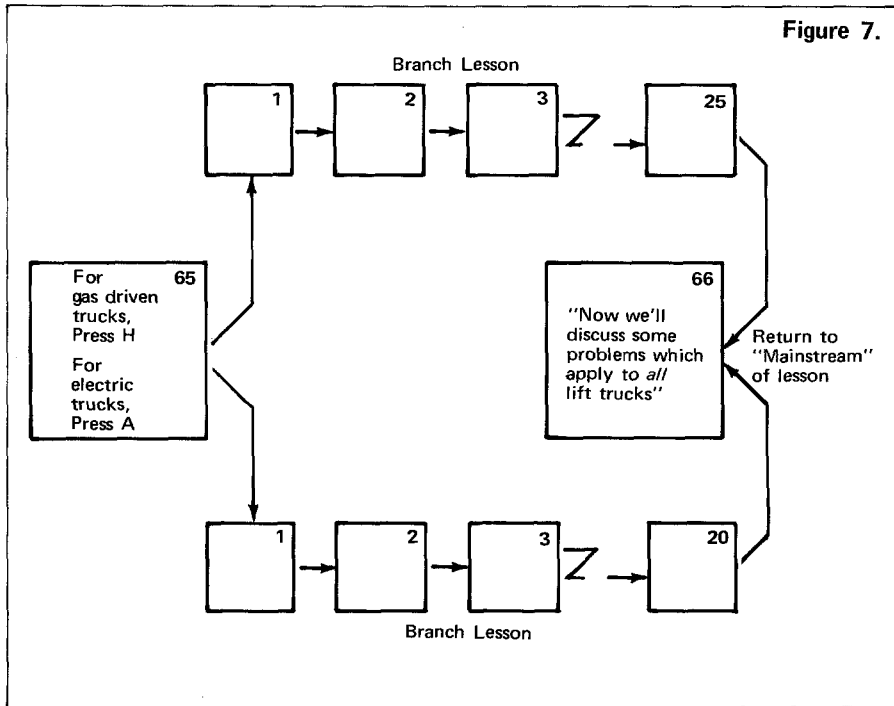 Figure 7.
Branch Lesson
1 2 3 25
65
For
gas driven
trucks,
Press H
For
electric
trucks,
Press A
66
"Now we'll
discuss some
problems which
apply to all
lift trucks"
Return to
"Mainstream"
of lesson
1 2 3 20
Branch Lesson